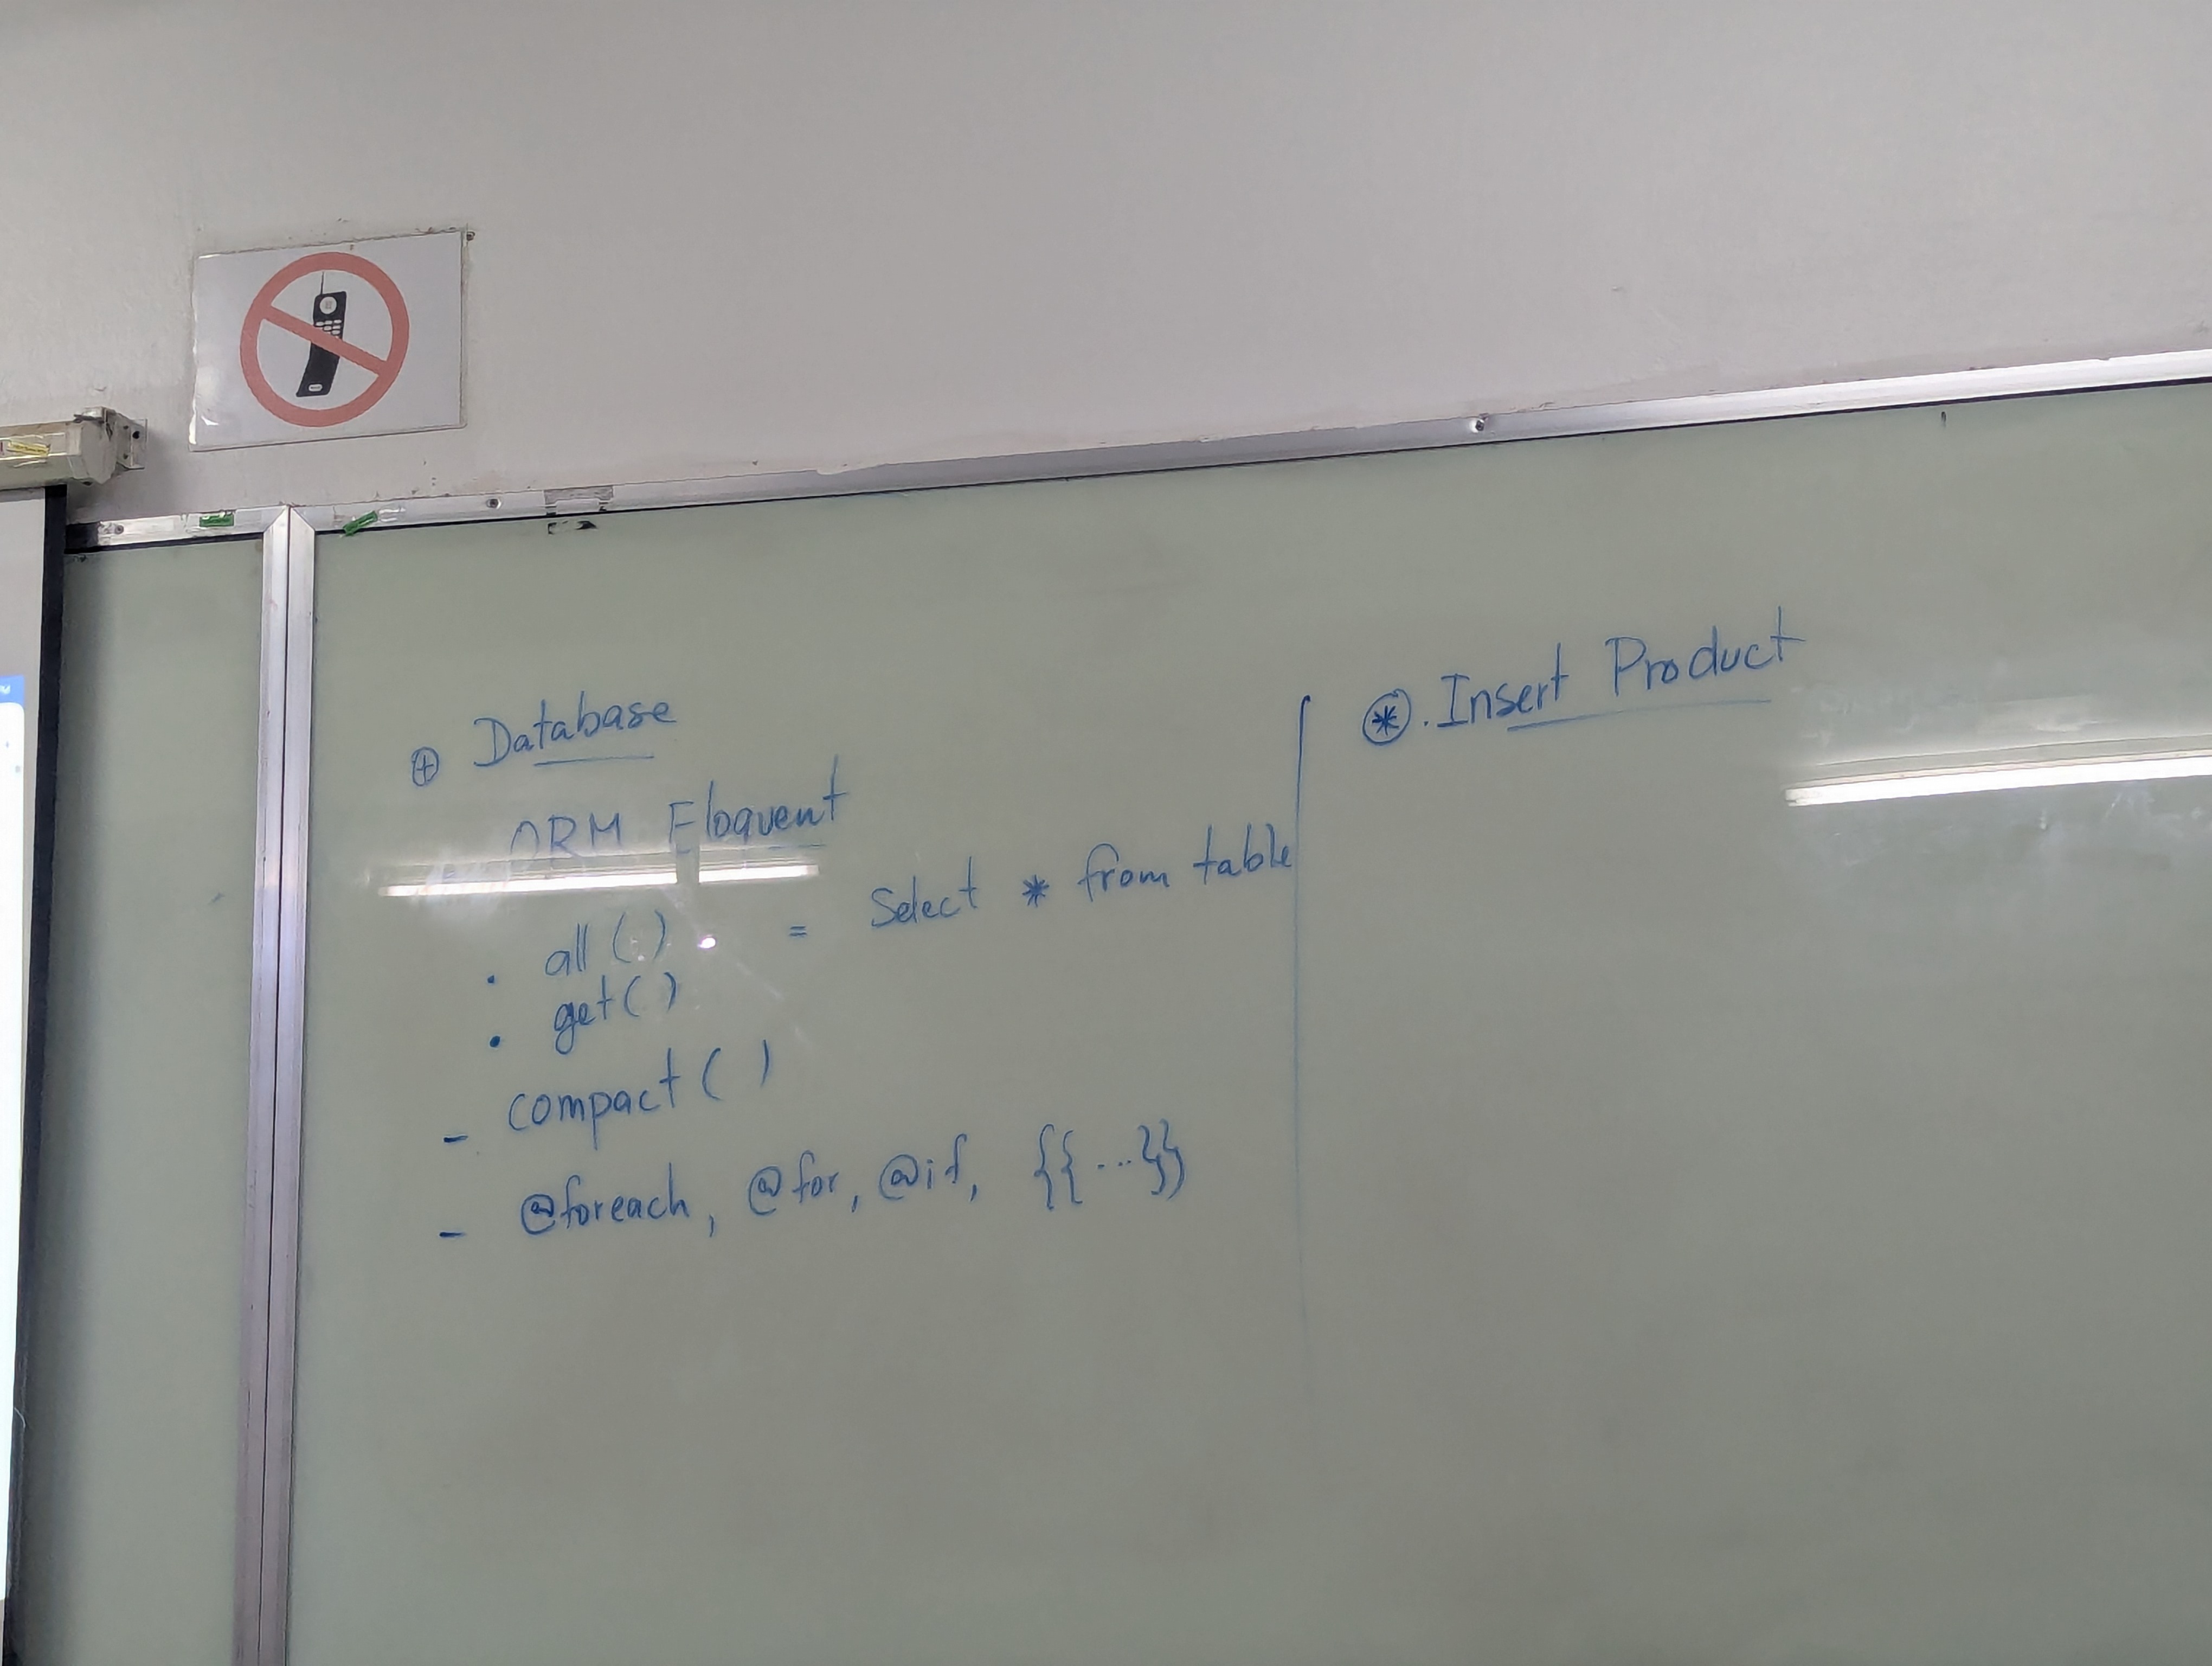 ⊕ Database
ORM Eloquent
• all() = Select * from table
• get()
- compact()
- @foreach, @for, @if, {{...}}
⊛. Insert Product